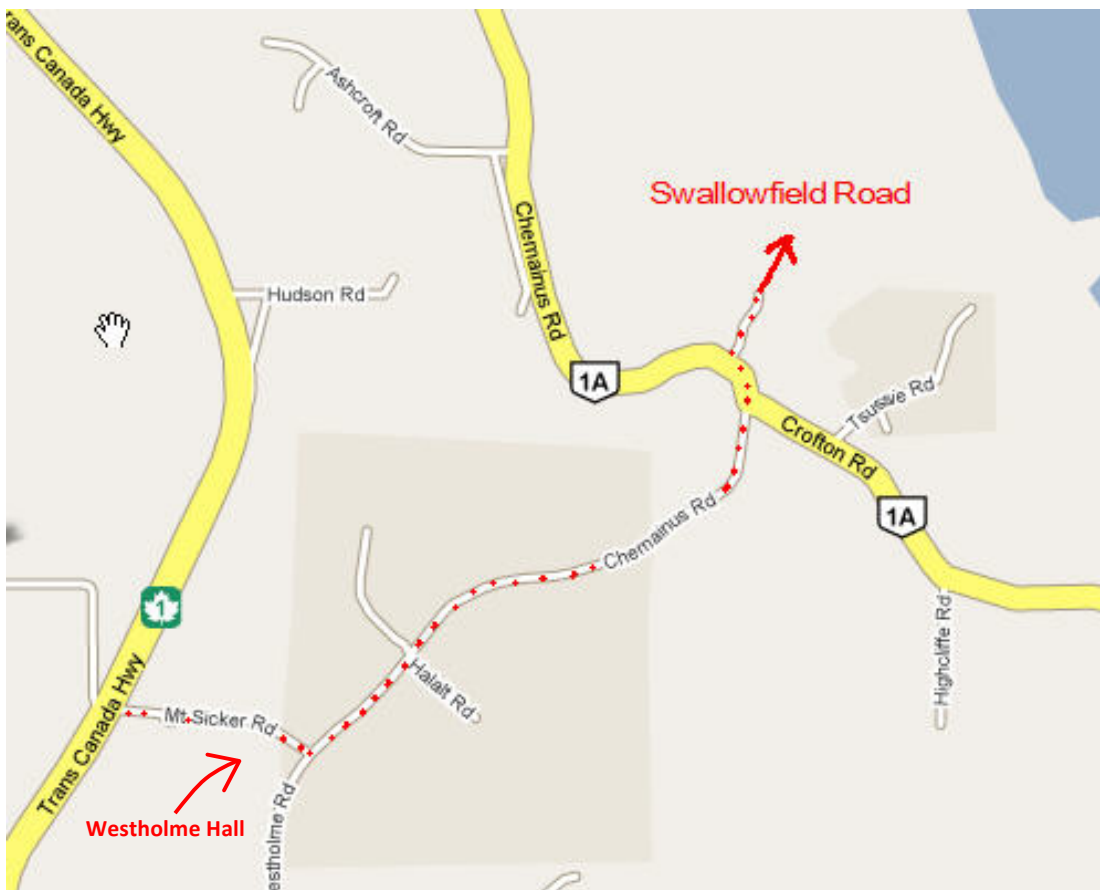 Trans Canada Hwy
Ashcroft Rd
Swallowfield Road
Chemainus Rd
Hudson Rd
1A
Tsussie Rd
Crofton Rd
1A
Chemainus Rd
1
Highcliffe Rd
Halalt Rd
Mt Sicker Rd
Trans Canada Hwy
Westholme Hall
estholme Rd